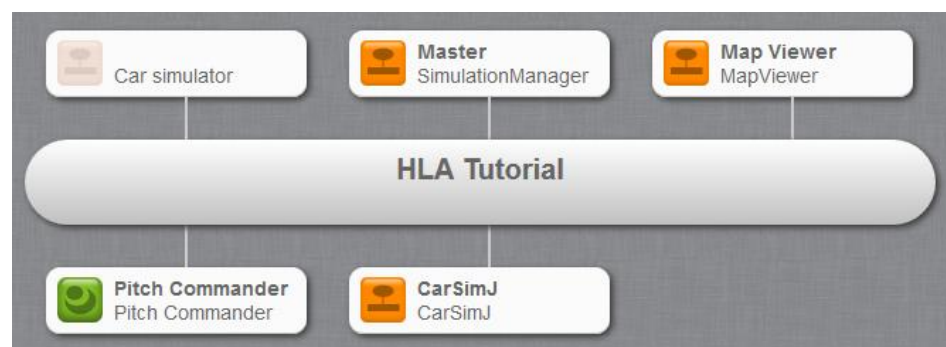 Car simulator
Master
SimulationManager
Map Viewer
MapViewer
HLA Tutorial
Pitch Commander
Pitch Commander
CarSimJ
CarSimJ